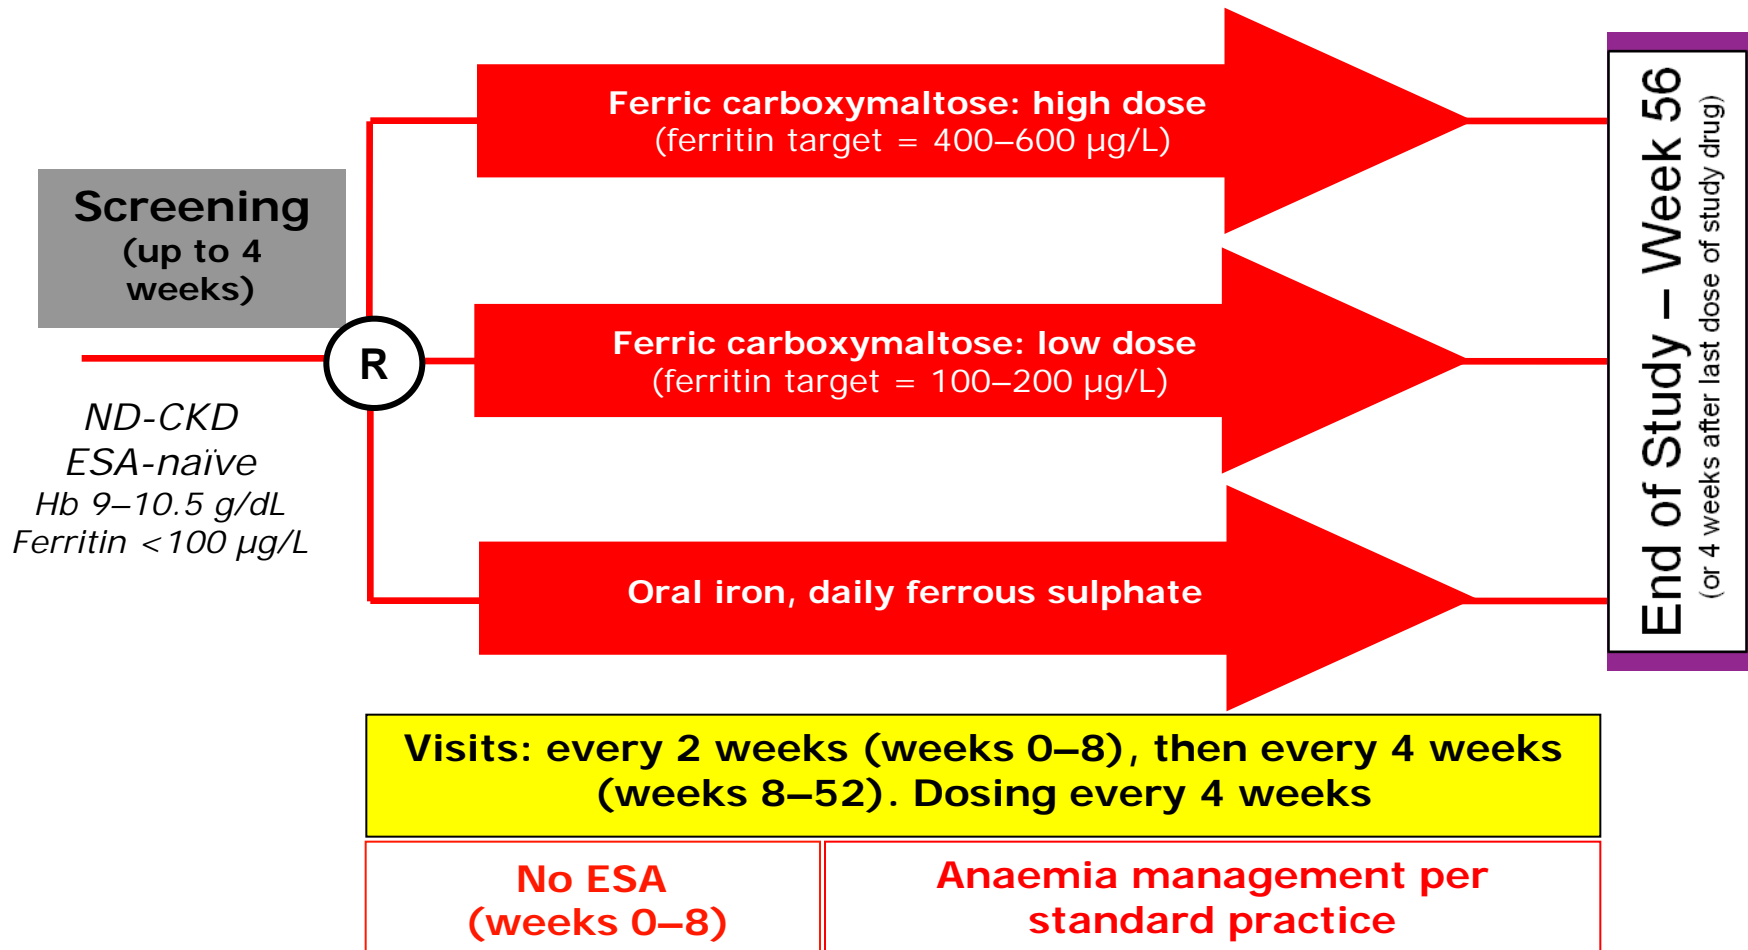 Screening
(up to 4
weeks)
R
ND-CKD
ESA-naïve
Hb 9–10.5 g/dL
Ferritin <100 µg/L
Ferric carboxymaltose: high dose
(ferritin target = 400–600 µg/L)
Ferric carboxymaltose: low dose
(ferritin target = 100–200 µg/L)
Oral iron, daily ferrous sulphate
End of Study – Week 56
(or 4 weeks after last dose of study drug)
Visits: every 2 weeks (weeks 0–8), then every 4 weeks
(weeks 8–52). Dosing every 4 weeks
No ESA
(weeks 0–8)
Anaemia management per
standard practice